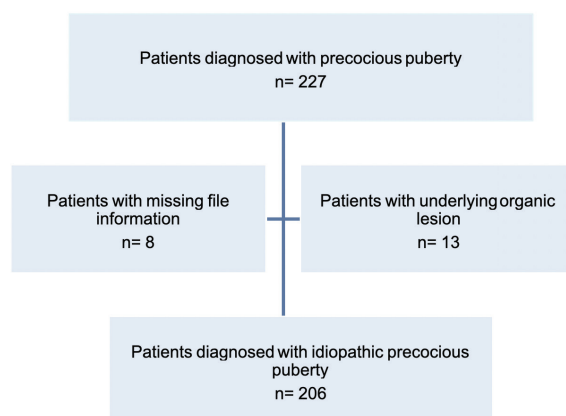 Patients diagnosed with precocious puberty
n= 227
Patients with missing file
information
n= 8
Patients with underlying organic
lesion
n= 13
Patients diagnosed with idiopathic precocious
puberty
n= 206